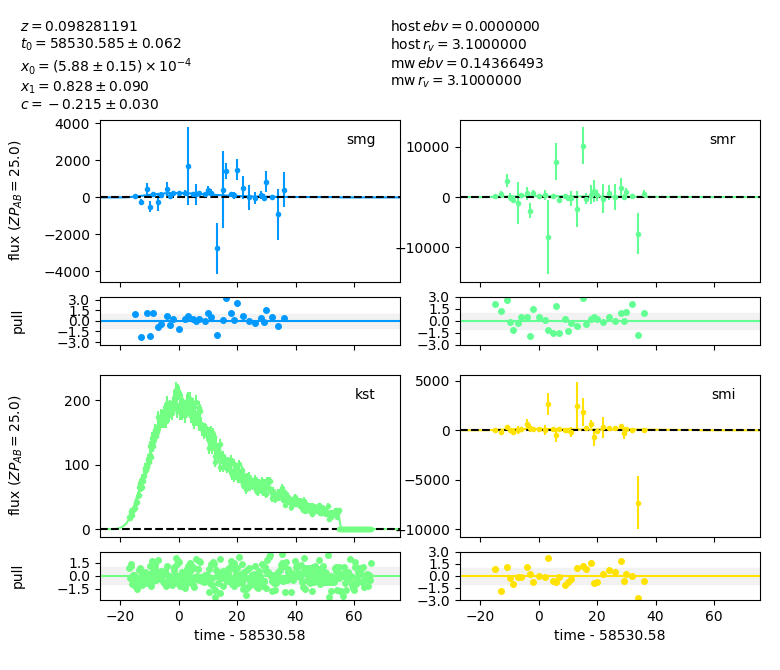 z = 0.098281191
t₀ = 58530.585 ± 0.062
x₀ = (5.88 ± 0.15) × 10⁻⁴
x₁ = 0.828 ± 0.090
c = −0.215 ± 0.030
host ebv = 0.0000000
host r_v = 3.1000000
mw ebv = 0.14366493
mw r_v = 3.1000000
flux (ZP_AB = 25.0)
4000
2000
0
−2000
−4000
smg
10000
0
−10000
smr
pull
3.0
1.5
0.0
−1.5
−3.0
3.0
1.5
0.0
−1.5
−3.0
flux (ZP_AB = 25.0)
200
100
0
kst
5000
0
−5000
−10000
smi
pull
1.5
0.0
−1.5
3.0
1.5
0.0
−1.5
−3.0
−20 0 20 40 60
−20 0 20 40 60
time - 58530.58
time - 58530.58